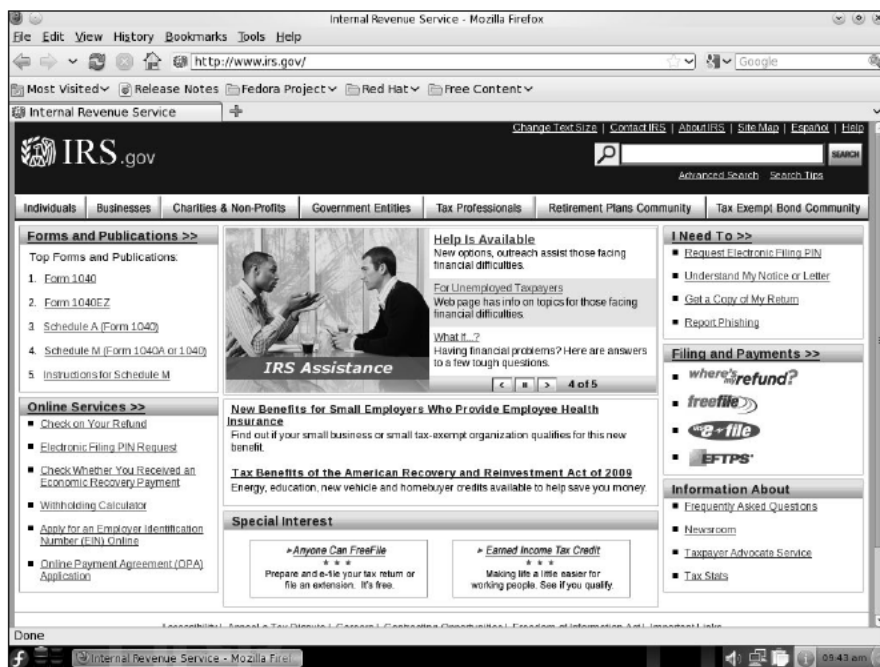 Internal Revenue Service - Mozilla Firefox
File Edit View History Bookmarks Tools Help
http://www.irs.gov/
Google
Most Visited Release Notes Fedora Project Red Hat Free Content
Internal Revenue Service
Change Text Size | Contact IRS | About IRS | Site Map | Español | Help
IRS.gov
SEARCH
Advanced Search Search Tips
Individuals Businesses Charities & Non-Profits Government Entities Tax Professionals Retirement Plans Community Tax Exempt Bond Community
Forms and Publications >>
Top Forms and Publications:
1. Form 1040
2. Form 1040EZ
3 Schedule A (Form 1040)
4. Schedule M (Form 1040A or 1040)
5. Instructions for Schedule M
Online Services >>
Check on Your Refund
Electronic Filing PIN Request
Check Whether You Received an
Economic Recovery Payment
Withholding Calculator
Apply for an Employer Identification
Number (EIN) Online
Online Payment Agreement (OPA)
Application
IRS Assistance
Help Is Available
New options, outreach assist those facing
financial difficulties.
For Unemployed Taxpayers
Web page has info on topics for those facing
financial difficulties.
What if...?
Having financial problems? Here are answers
to a few tough questions.
4 of 5
New Benefits for Small Employers Who Provide Employee Health
Insurance
Find out if your small business or small tax-exempt organization qualifies for this new
benefit.
Tax Benefits of the American Recovery and Reinvestment Act of 2009
Energy, education, new vehicle and homebuyer credits available to help save you money.
Special Interest
Anyone Can FreeFile
* * *
Prepare and e-file your tax return or
file an extension. It's free.
Earned Income Tax Credit
* * *
Making life a little easier for
working people. See if you qualify.
I Need To >>
Request Electronic Filing PIN
Understand My Notice or Letter
Get a Copy of My Return
Report Phishing
Filing and Payments >>
where's my refund?
freefile
e-file
EFTPS
Information About
Frequently Asked Questions
Newsroom
Taxpayer Advocate Service
Tax Stats
Accessibility | Appeal a Tax Dispute | Careers | Contracting Opportunities | Freedom of Information Act | Important Links
Done
Internal Revenue Service - Mozilla Firef
09:43 am